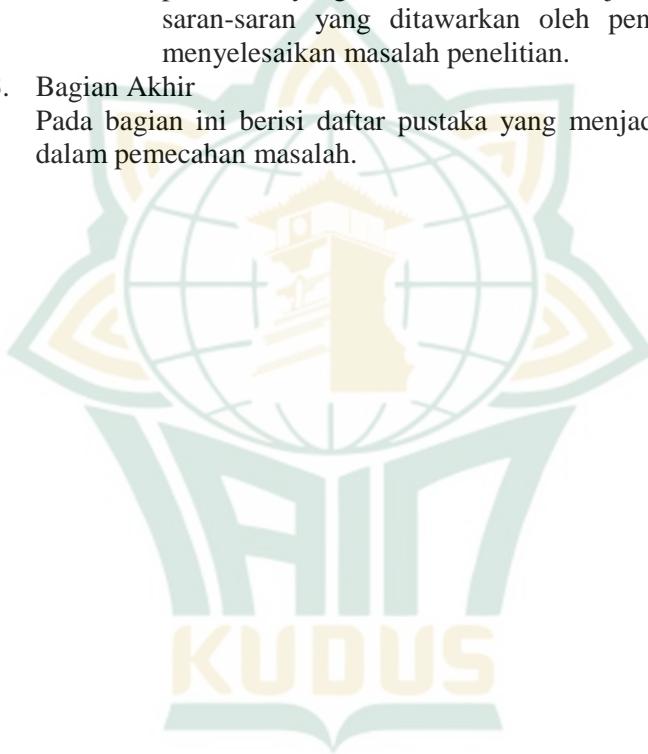 saran-saran yang ditawarkan oleh
menyelesaikan masalah penelitian.
Bagian Akhir
Pada bagian ini berisi daftar pustaka yang
dalam pemecahan masalah.
IAIN
KUDUS